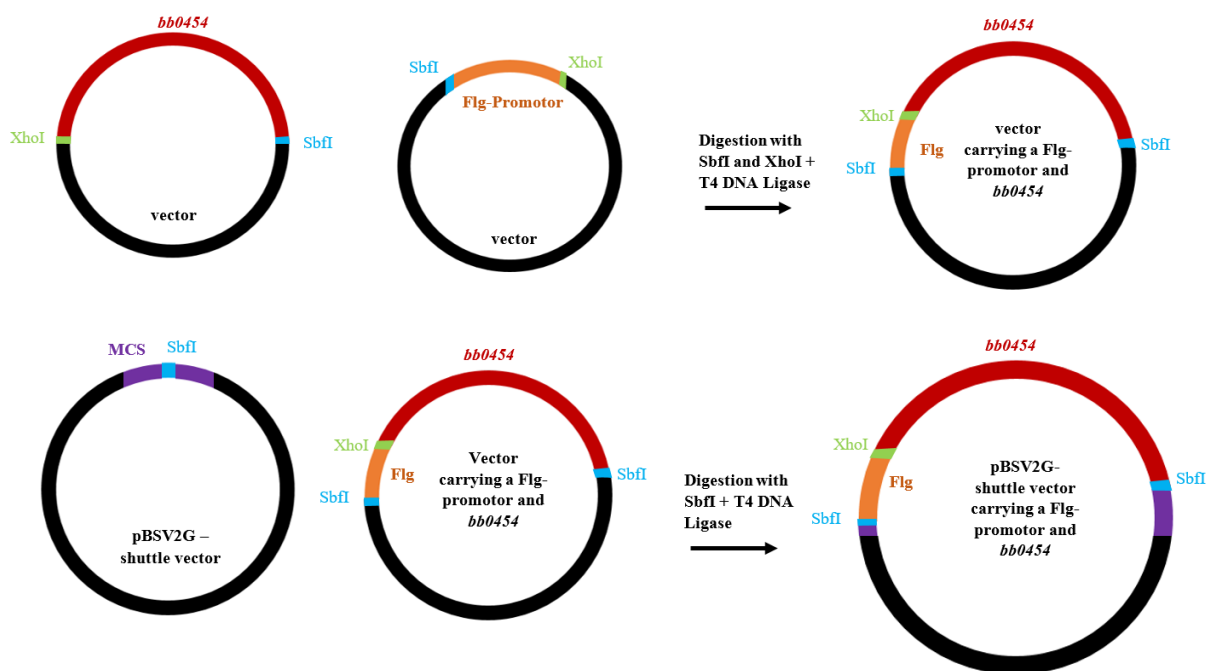 bb0454
XhoI
SbfI
vector
SbfI
XhoI
Flg-Promotor
vector
Digestion with
SbfI and XhoI +
T4 DNA Ligase
bb0454
XhoI
Flg
SbfI
SbfI
vector
carrying a Flg-
promotor and
bb0454
MCS
SbfI
pBSV2G –
shuttle vector
bb0454
XhoI
Flg
SbfI
SbfI
Vector
carrying a Flg-
promotor and
bb0454
Digestion with
SbfI + T4 DNA
Ligase
bb0454
XhoI
Flg
SbfI
SbfI
pBSV2G-
shuttle vector
carrying a Flg-
promotor and
bb0454